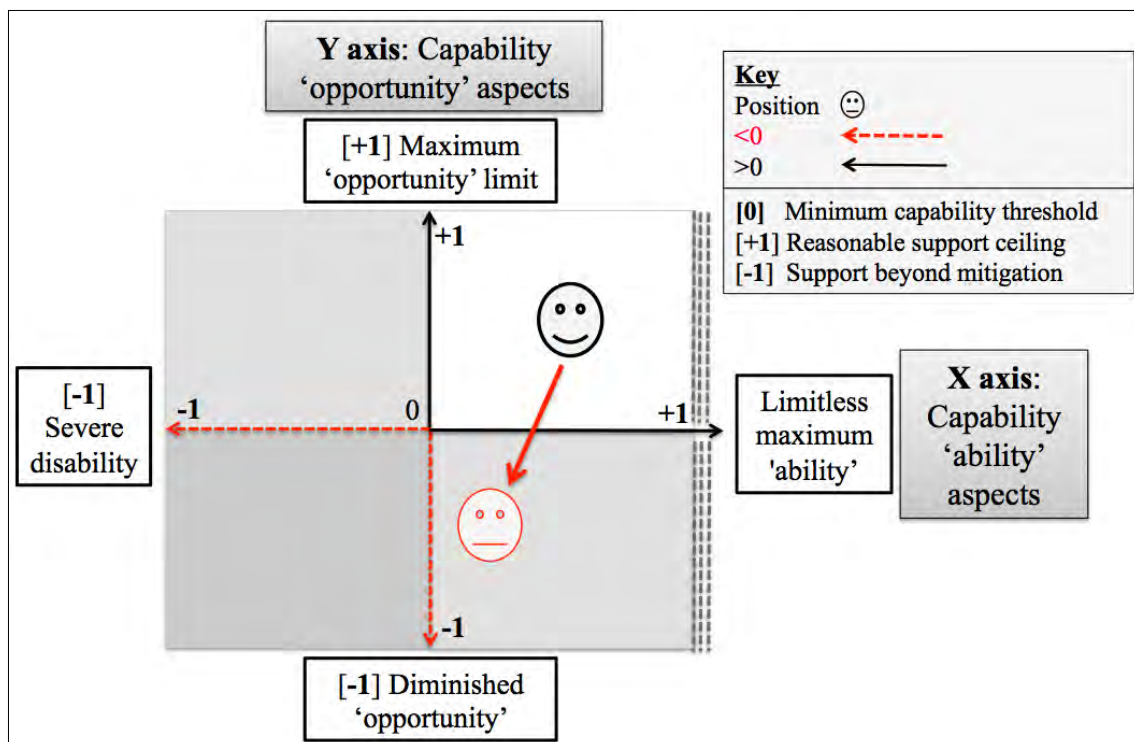 Y axis: Capability
‘opportunity’ aspects
[+1] Maximum
‘opportunity’ limit
Key
Position
<0
>0
[0] Minimum capability threshold
[+1] Reasonable support ceiling
[-1] Support beyond mitigation
+1
[-1]
Severe
disability
-1
0
+1
Limitless
maximum
'ability’
X axis:
Capability
‘ability’
aspects
-1
[-1] Diminished
‘opportunity’